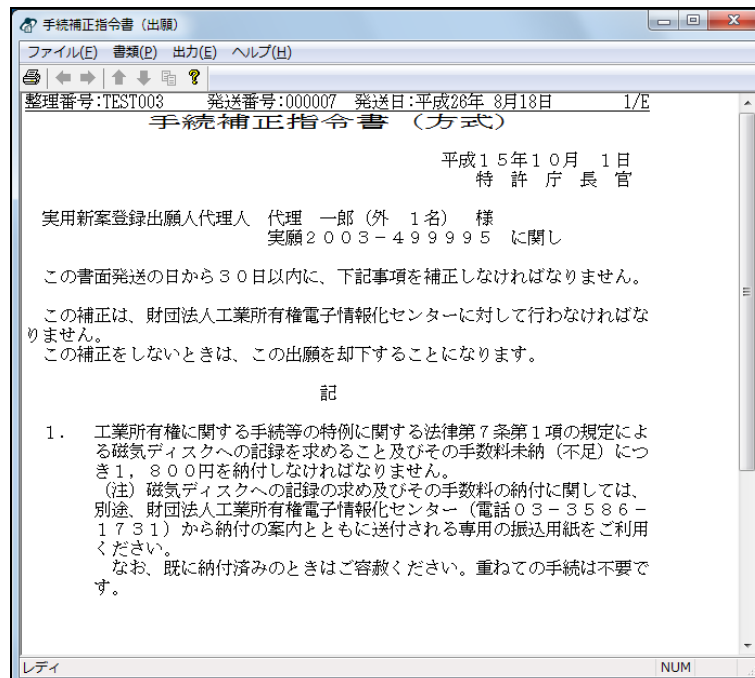 手続補正指令書（出願）
ファイル(F) 書類(P) 出力(E) ヘルプ(H)
整理番号:TEST003 発送番号:000007 発送日:平成26年 8月18日 1/E
手続補正指令書（方式）
平成１５年１０月 １日
特 許 庁 長 官
実用新案登録出願人代理人 代理 一郎（外 １名） 様
実願２００３－４９９９９５ に関し
この書面発送の日から３０日以内に、下記事項を補正しなければなりません。
この補正は、財団法人工業所有権電子情報化センターに対して行わなければな
りません。
この補正をしないときは、この出願を却下することになります。
記
１． 工業所有権に関する手続等の特例に関する法律第７条第１項の規定によ
る磁気ディスクへの記録を求めること及びその手数料未納（不足）につ
き１，８００円を納付しなければなりません。
（注）磁気ディスクへの記録の求め及びその手数料の納付に関しては、
別途、財団法人工業所有権電子情報化センター（電話０３－３５８６－
１７３１）から納付の案内とともに送付される専用の振込用紙をご利用
ください。
なお、既に納付済みのときはご容赦ください。重ねての手続は不要で
す。
レディ NUM